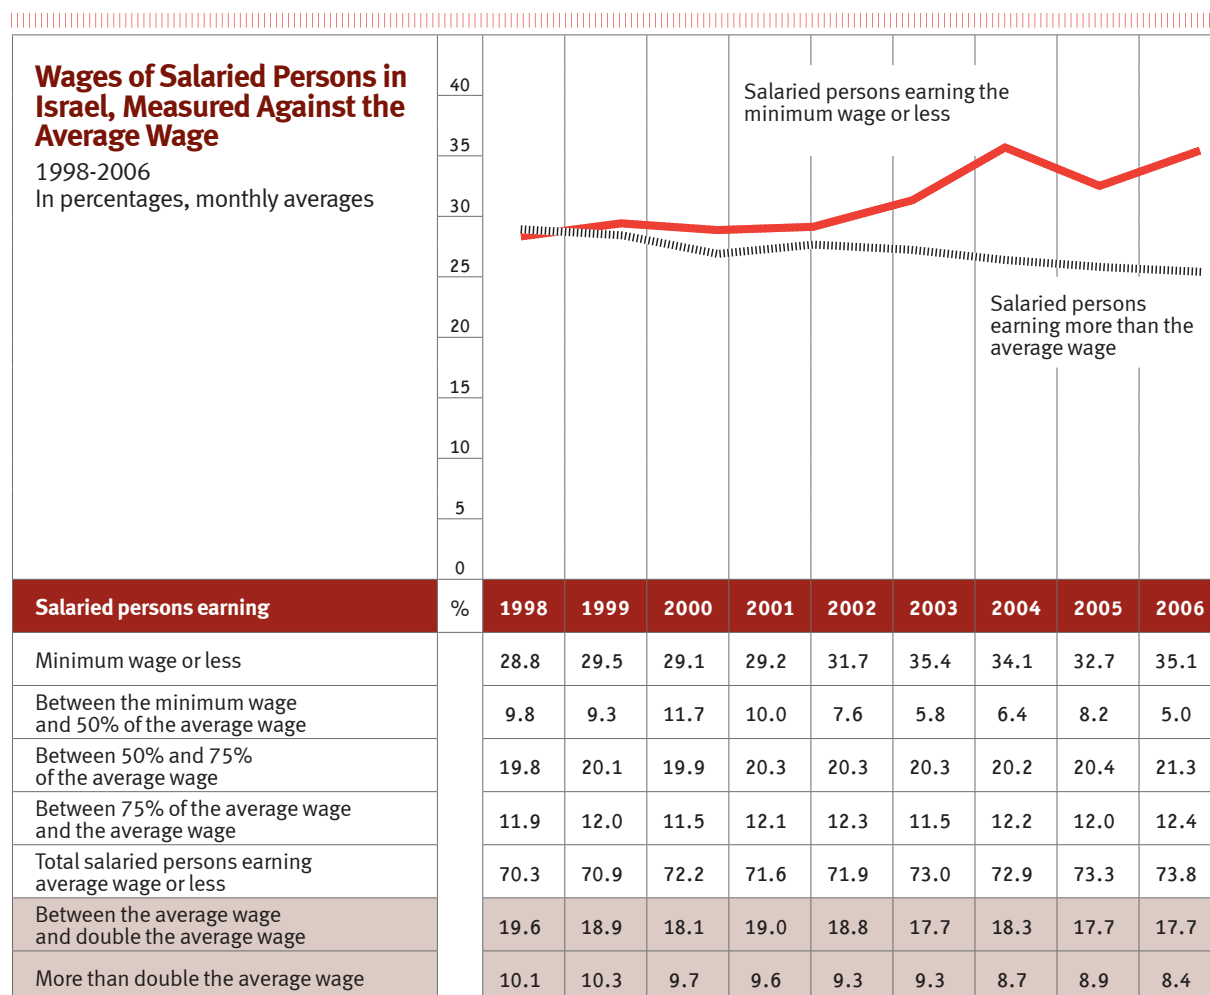 Wages of Salaried Persons in
Israel, Measured Against the
Average Wage
1998-2006
In percentages, monthly averages
40
35
30
25
20
15
10
5
0
Salaried persons earning the
minimum wage or less
Salaried persons
earning more than the
average wage
Salaried persons earning % 1998 1999 2000 2001 2002 2003 2004 2005 2006
Minimum wage or less 28.8 29.5 29.1 29.2 31.7 35.4 34.1 32.7 35.1
Between the minimum wage
and 50% of the average wage 9.8 9.3 11.7 10.0 7.6 5.8 6.4 8.2 5.0
Between 50% and 75%
of the average wage 19.8 20.1 19.9 20.3 20.3 20.3 20.2 20.4 21.3
Between 75% of the average wage
and the average wage 11.9 12.0 11.5 12.1 12.3 11.5 12.2 12.0 12.4
Total salaried persons earning
average wage or less 70.3 70.9 72.2 71.6 71.9 73.0 72.9 73.3 73.8
Between the average wage
and double the average wage 19.6 18.9 18.1 19.0 18.8 17.7 18.3 17.7 17.7
More than double the average wage 10.1 10.3 9.7 9.6 9.3 9.3 8.7 8.9 8.4